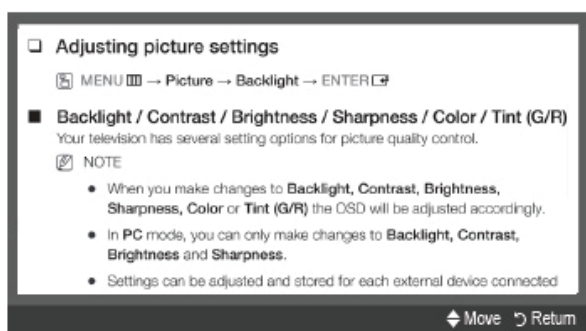 Adjusting picture settings
MENU → Picture → Backlight → ENTER
Backlight / Contrast / Brightness / Sharpness / Color / Tint (G/R)
Your television has several setting options for picture quality control.
NOTE
When you make changes to Backlight, Contrast, Brightness,
Sharpness, Color or Tint (G/R) the OSD will be adjusted accordingly.
In PC mode, you can only make changes to Backlight, Contrast,
Brightness and Sharpness.
Settings can be adjusted and stored for each external device connected
Move Return